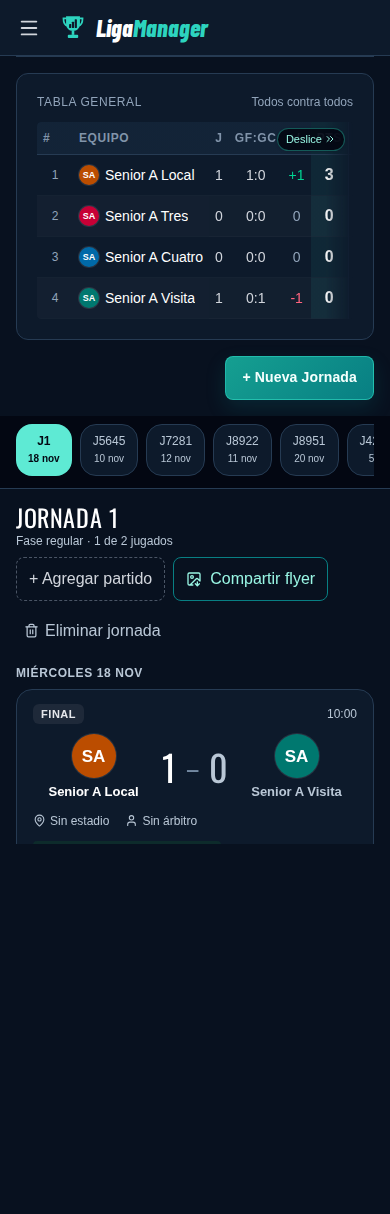 LigaManager
TABLA GENERAL Todos contra todos
# EQUIPO J GF:GC Deslice
1 SA Senior A Local 1 1:0 +1 3
2 SA Senior A Tres 0 0:0 0 0
3 SA Senior A Cuatro 0 0:0 0 0
4 SA Senior A Visita 1 0:1 -1 0
+ Nueva Jornada
J1 J5645 J7281 J8922 J8951
18 nov 10 nov 12 nov 11 nov 20 nov
JORNADA 1
Fase regular · 1 de 2 jugados
+ Agregar partido Compartir flyer
Eliminar jornada
MIÉRCOLES 18 NOV
FINAL 10:00
SA 1 – 0 SA
Senior A Local Senior A Visita
Sin estadio Sin árbitro